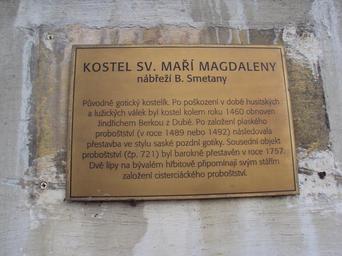 KOSTEL SV. MAŘÍ MAGDALENY
nábřeží B. Smetany
Původně gotický kostelík. Po poškození v době husitských
a lužických válek byl kostel kolem roku 1460 obnoven
Jindřichem Berkou z Dubé. Po založení pianského
proboštství (v roce 1489 nebo 1492) následovala
přestavba ve stylu saské pozdní gotiky. Sousední objekt
proboštství (čp. 721) byl barokně přestavěn v roce 1757.
Dvě lípy na bývalém hřbitově připomínají svým stářím
založení cisterciáckého proboštství.